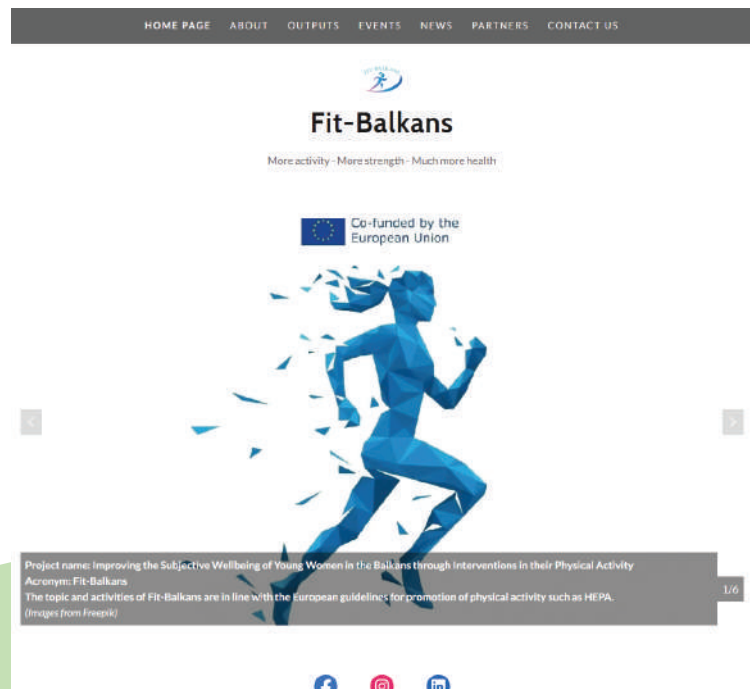 HOME PAGE ABOUT OUTPUTS EVENTS NEWS PARTNERS CONTACT US
FIT-BALKANS
Fit-Balkans
More activity - More strength - Much more health
Co-funded by the
European Union
Project name: Improving the Subjective Wellbeing of Young Women in the Balkans through Interventions in their Physical Activity
Acronym: Fit-Balkans
The topic and activities of Fit-Balkans are in line with the European guidelines for promotion of physical activity such as HEPA.
(Images from Freepik)
1/6